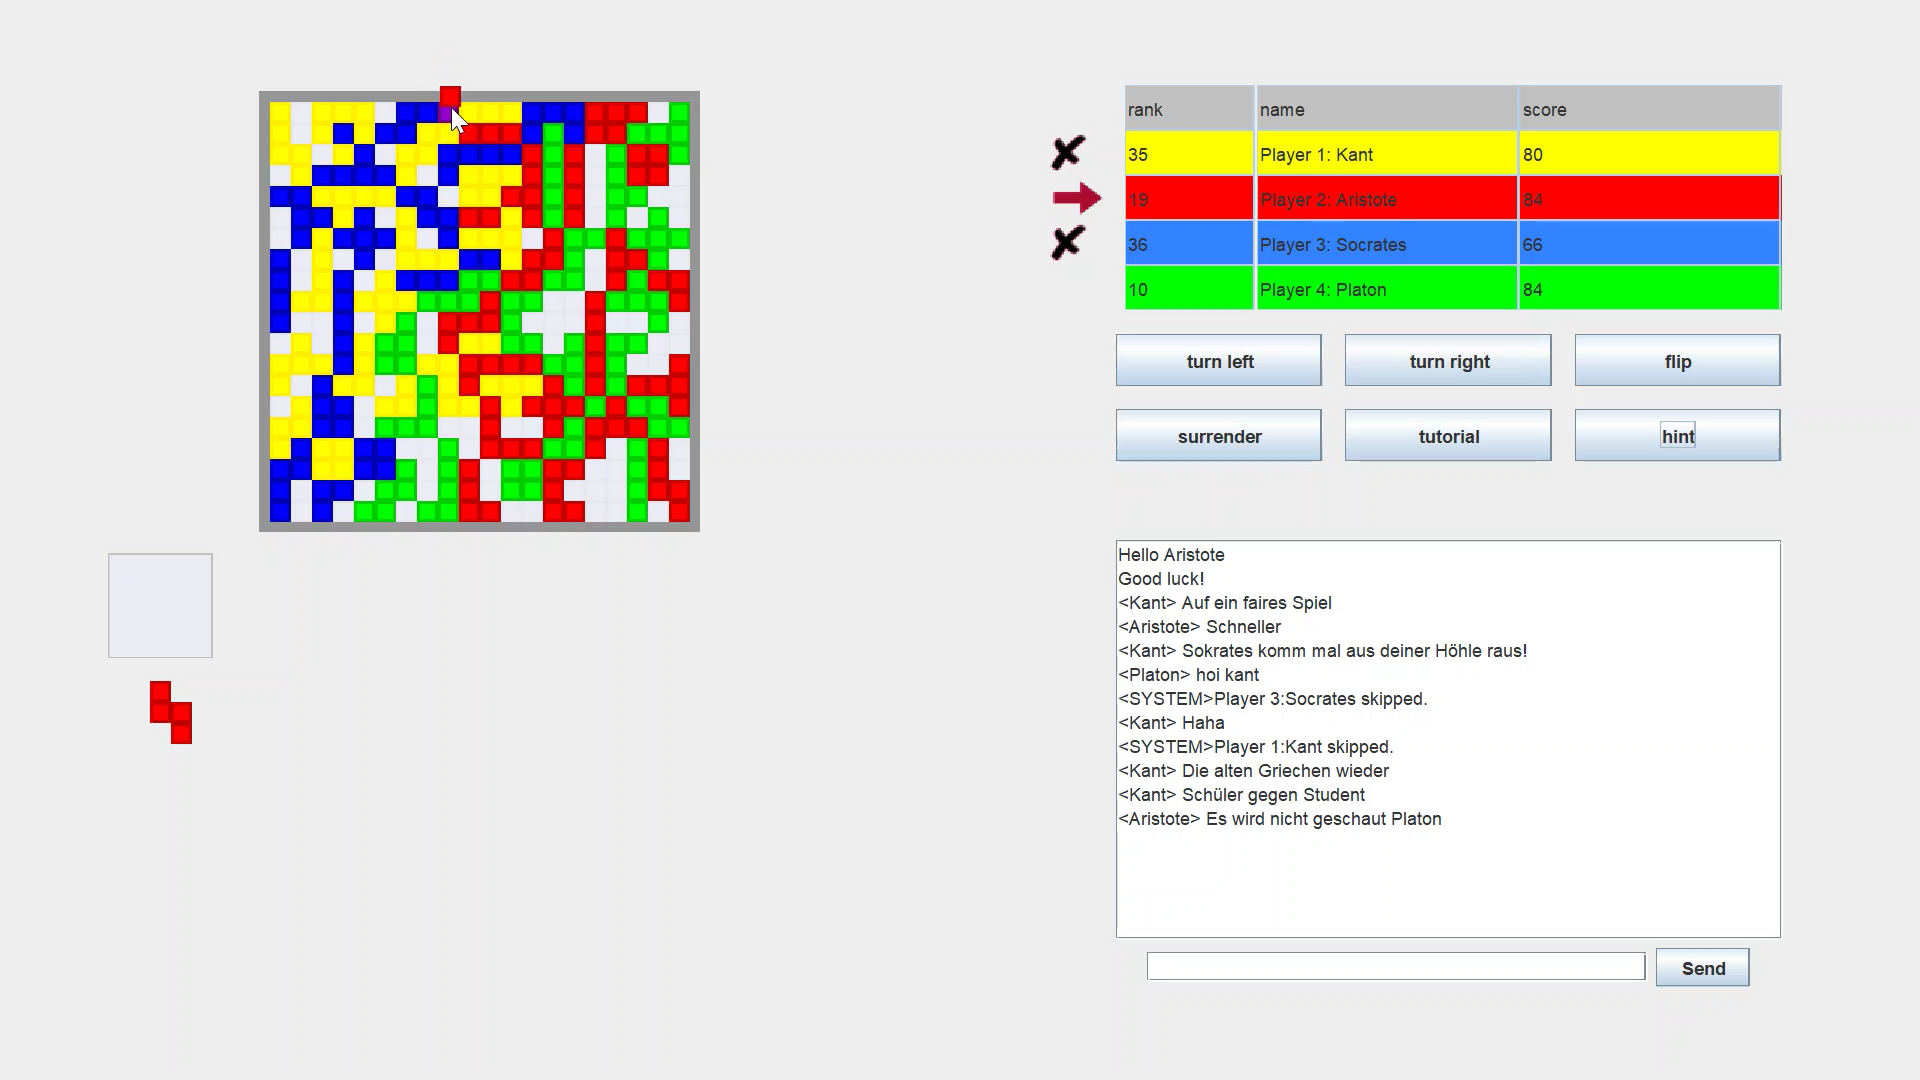 rank name score
35 Player 1: Kant 80
19 Player 2: Aristote 84
36 Player 3: Socrates 66
10 Player 4: Platon 84
turn left turn right flip
surrender tutorial hint
Hello Aristote
Good luck!
<Kant> Auf ein faires Spiel
<Aristote> Schneller
<Kant> Sokrates komm mal aus deiner Höhle raus!
<Platon> hoi kant
<SYSTEM>Player 3:Socrates skipped.
<Kant> Haha
<SYSTEM>Player 1:Kant skipped.
<Kant> Die alten Griechen wieder
<Kant> Schüler gegen Student
<Aristote> Es wird nicht geschaut Platon
Send